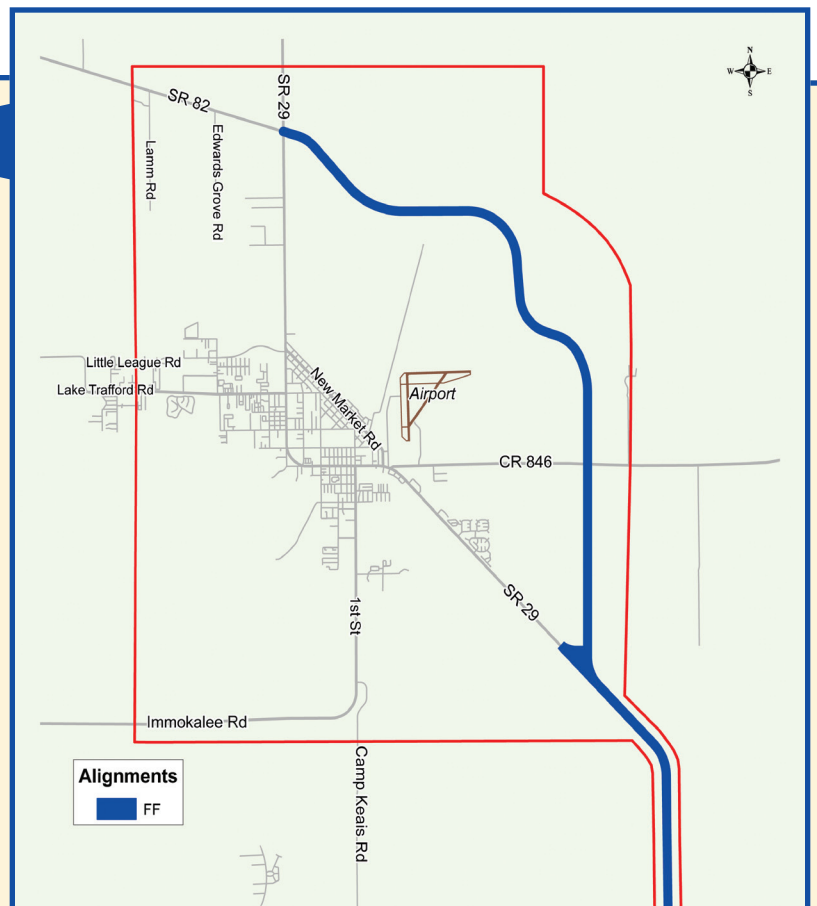 N
W
E
S
SR 82
SR 29
Lamm Rd
Edwards Grove Rd
Little League Rd
Lake Trafford Rd
New Market Rd
Airport
CR 846
SR 29
1st St
Immokalee Rd
Camp Keais Rd
Alignments
FF